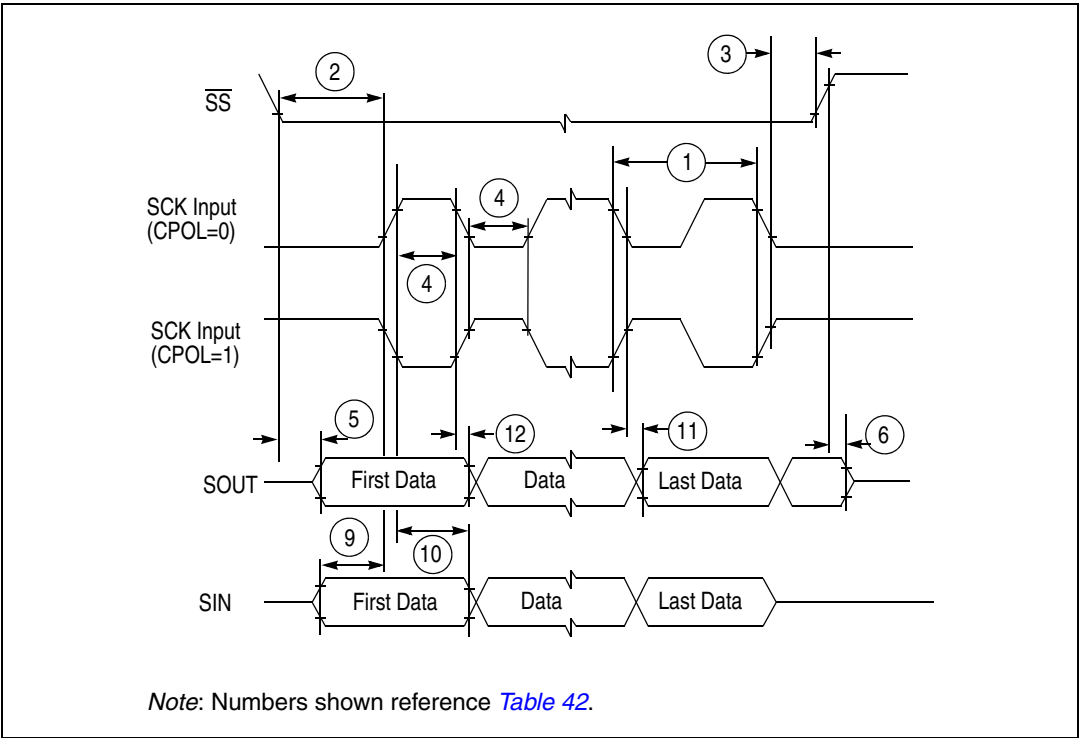 3
2
S̅S̅
1
SCK Input
(CPOL=0)
4
4
SCK Input
(CPOL=1)
5
12
11
6
SOUT
First Data
Data
Last Data
9
10
SIN
First Data
Data
Last Data
Note: Numbers shown reference Table 42.